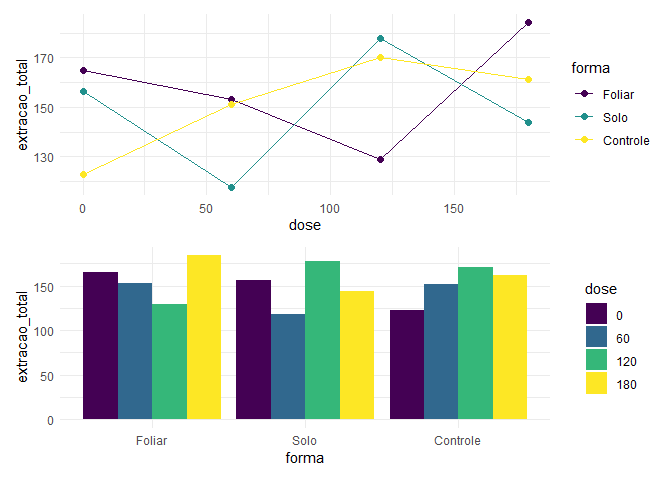 extracao_total
170
150
130
0
50
100
150
dose
forma
Foliar
Solo
Controle
extracao_total
150
100
50
0
Foliar
Solo
Controle
forma
dose
0
60
120
180